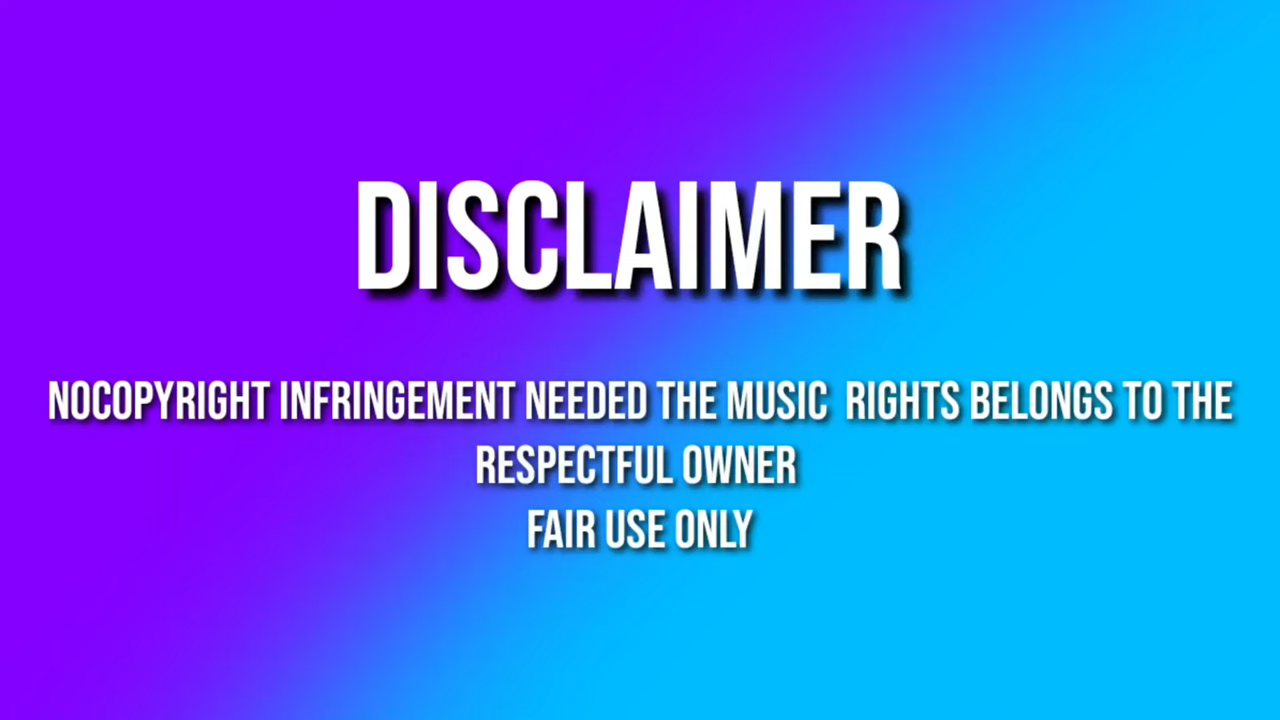 DISCLAIMER
NOCOPYRIGHT INFRINGEMENT NEEDED THE MUSIC RIGHTS BELONGS TO THE
RESPECTFUL OWNER
FAIR USE ONLY